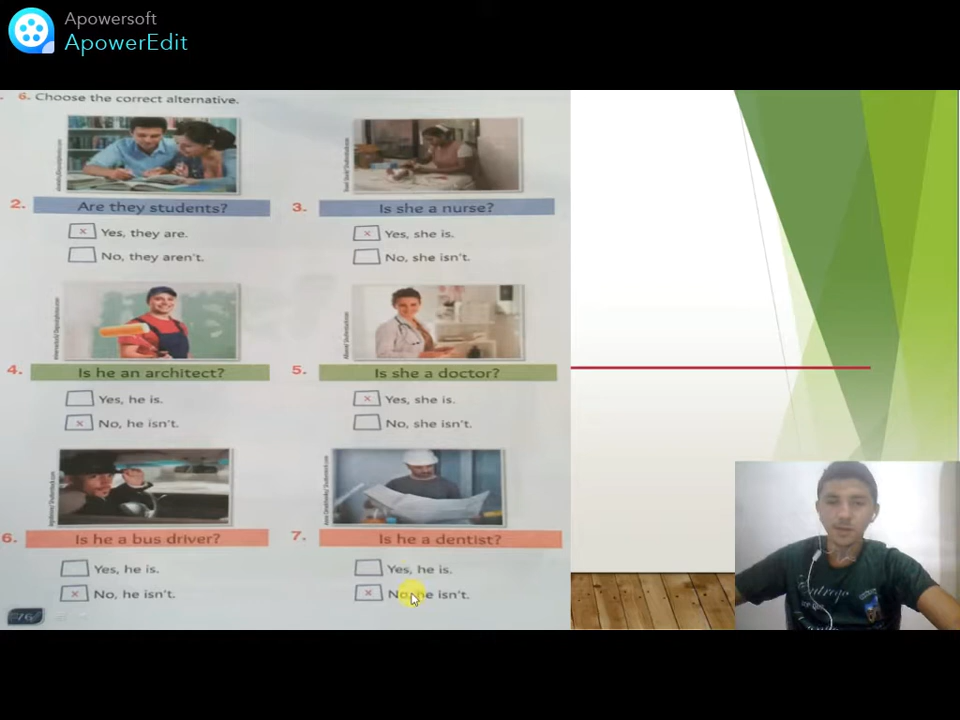 Apowersoft
ApowerEdit
6. Choose the correct alternative.
2. Are they students?
x Yes, they are.
No, they aren't.
3. Is she a nurse?
x Yes, she is.
No, she isn't.
4. Is he an architect?
Yes, he is.
x No, he isn't.
5. Is she a doctor?
x Yes, she is.
No, she isn't.
6. Is he a bus driver?
Yes, he is.
x No, he isn't.
7. Is he a dentist?
Yes, he is.
x No, he isn't.
76